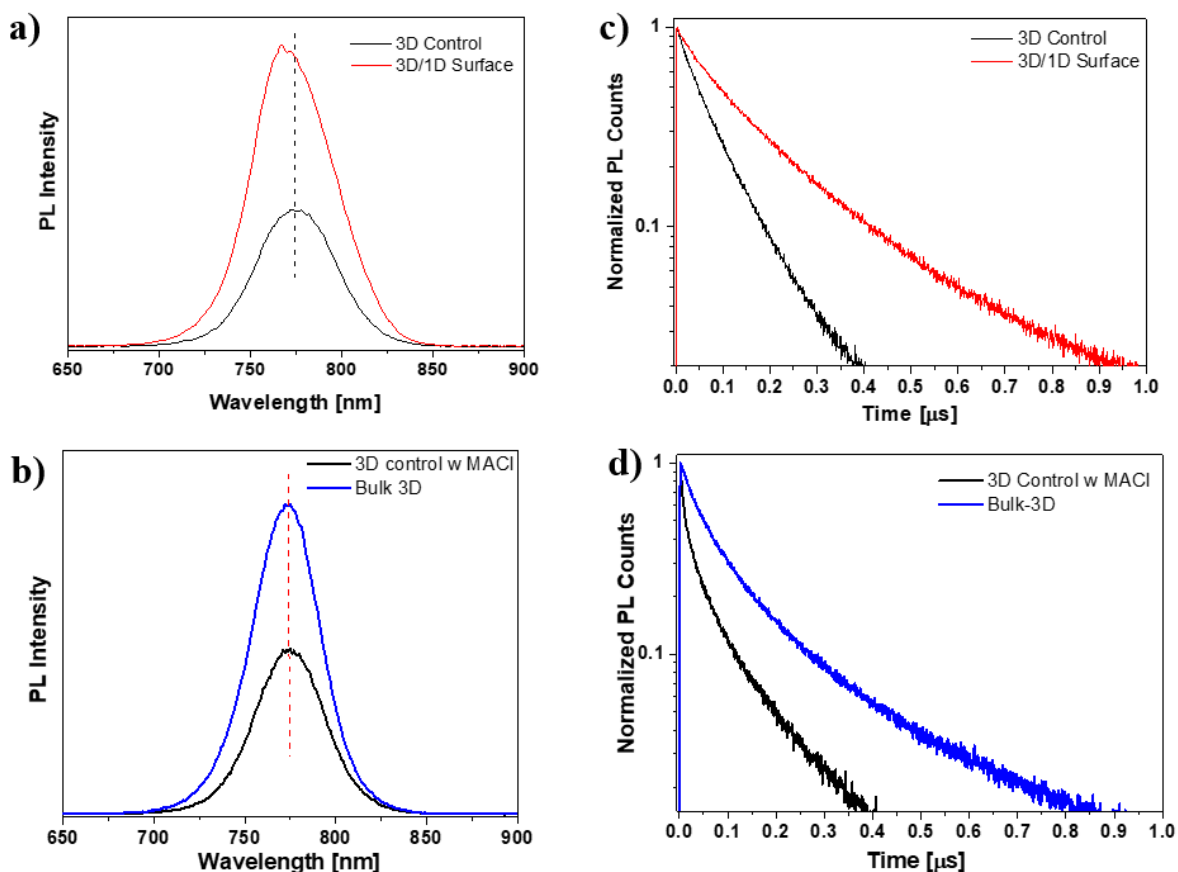 a)
3D Control
3D/1D Surface
PL Intensity
650 700 750 800 850 900
Wavelength [nm]
c)
3D Control
3D/1D Surface
Normalized PL Counts
1
0.1
0.0 0.1 0.2 0.3 0.4 0.5 0.6 0.7 0.8 0.9 1.0
Time [μs]
b)
3D control w MACl
Bulk 3D
PL Intensity
650 700 750 800 850 900
Wavelength [nm]
d)
3D Control w MACl
Bulk-3D
Normalized PL Counts
1
0.1
0.0 0.1 0.2 0.3 0.4 0.5 0.6 0.7 0.8 0.9 1.0
Time [μs]